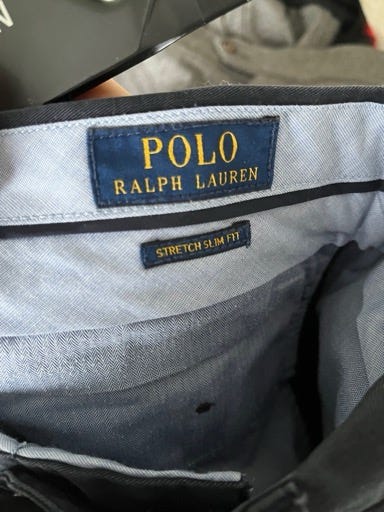 POLO
RALPH LAUREN
STRETCH SLIM FIT